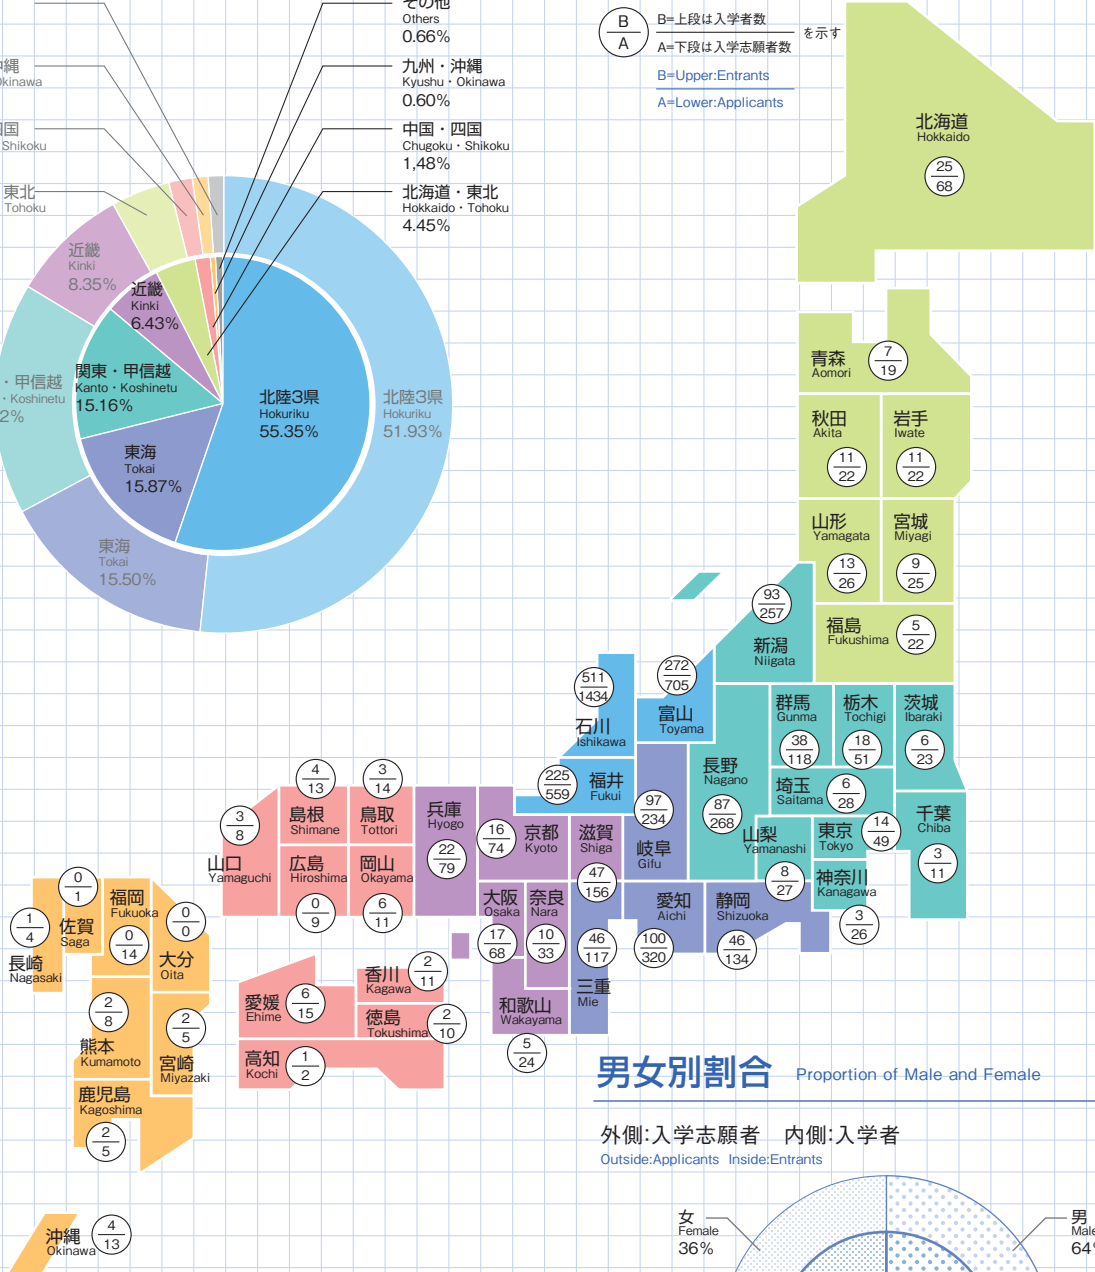 その他
Others
0.66%
九州・沖縄
Kyushu・Okinawa
0.60%
中国・四国
Chugoku・Shikoku
1,48%
北海道・東北
Hokkaido・Tohoku
4.45%
沖縄
Okinawa
四国
Shikoku
東北
Tohoku
近畿
Kinki
8.35%
近畿
Kinki
6.43%
・甲信越
・Koshinetu
2%
関東・甲信越
Kanto・Koshinetu
15.16%
東海
Tokai
15.87%
東海
Tokai
15.50%
北陸3県
Hokuriku
55.35%
北陸3県
Hokuriku
51.93%
B
A
B=上段は入学者数
A=下段は入学志願者数
を示す
B=Upper:Entrants
A=Lower:Applicants
北海道
Hokkaido
25
68
青森
Aomori
7
19
秋田
Akita
11
22
岩手
Iwate
11
22
山形
Yamagata
13
26
宮城
Miyagi
9
25
福島
Fukushima
5
22
93
257
新潟
Niigata
272
705
富山
Toyama
511
1434
石川
Ishikawa
225
559
福井
Fukui
群馬
Gunma
38
118
栃木
Tochigi
18
51
茨城
Ibaraki
6
23
長野
Nagano
87
268
埼玉
Saitama
6
28
千葉
Chiba
3
11
山梨
Yamanashi
8
27
東京
Tokyo
14
49
神奈川
Kanagawa
3
26
97
234
岐阜
Gifu
愛知
Aichi
100
320
静岡
Shizuoka
46
134
46
117
三重
Mie
滋賀
Shiga
47
156
16
74
京都
Kyoto
兵庫
Hyogo
22
79
大阪
Osaka
17
68
奈良
Nara
10
33
和歌山
Wakayama
5
24
4
13
島根
Shimane
3
14
鳥取
Tottori
3
8
山口
Yamaguchi
広島
Hiroshima
0
9
岡山
Okayama
6
11
香川
Kagawa
2
11
愛媛
Ehime
6
15
徳島
Tokushima
2
10
高知
Kochi
1
2
0
1
佐賀
Saga
福岡
Fukuoka
0
14
0
0
大分
Oita
1
4
長崎
Nagasaki
2
8
熊本
Kumamoto
2
5
宮崎
Miyazaki
鹿児島
Kagoshima
2
5
沖縄
Okinawa
4
13
男女別割合 Proportion of Male and Female
外側:入学志願者 内側:入学者
Outside:Applicants Inside:Entrants
女
Female
36%
男
Male
64%